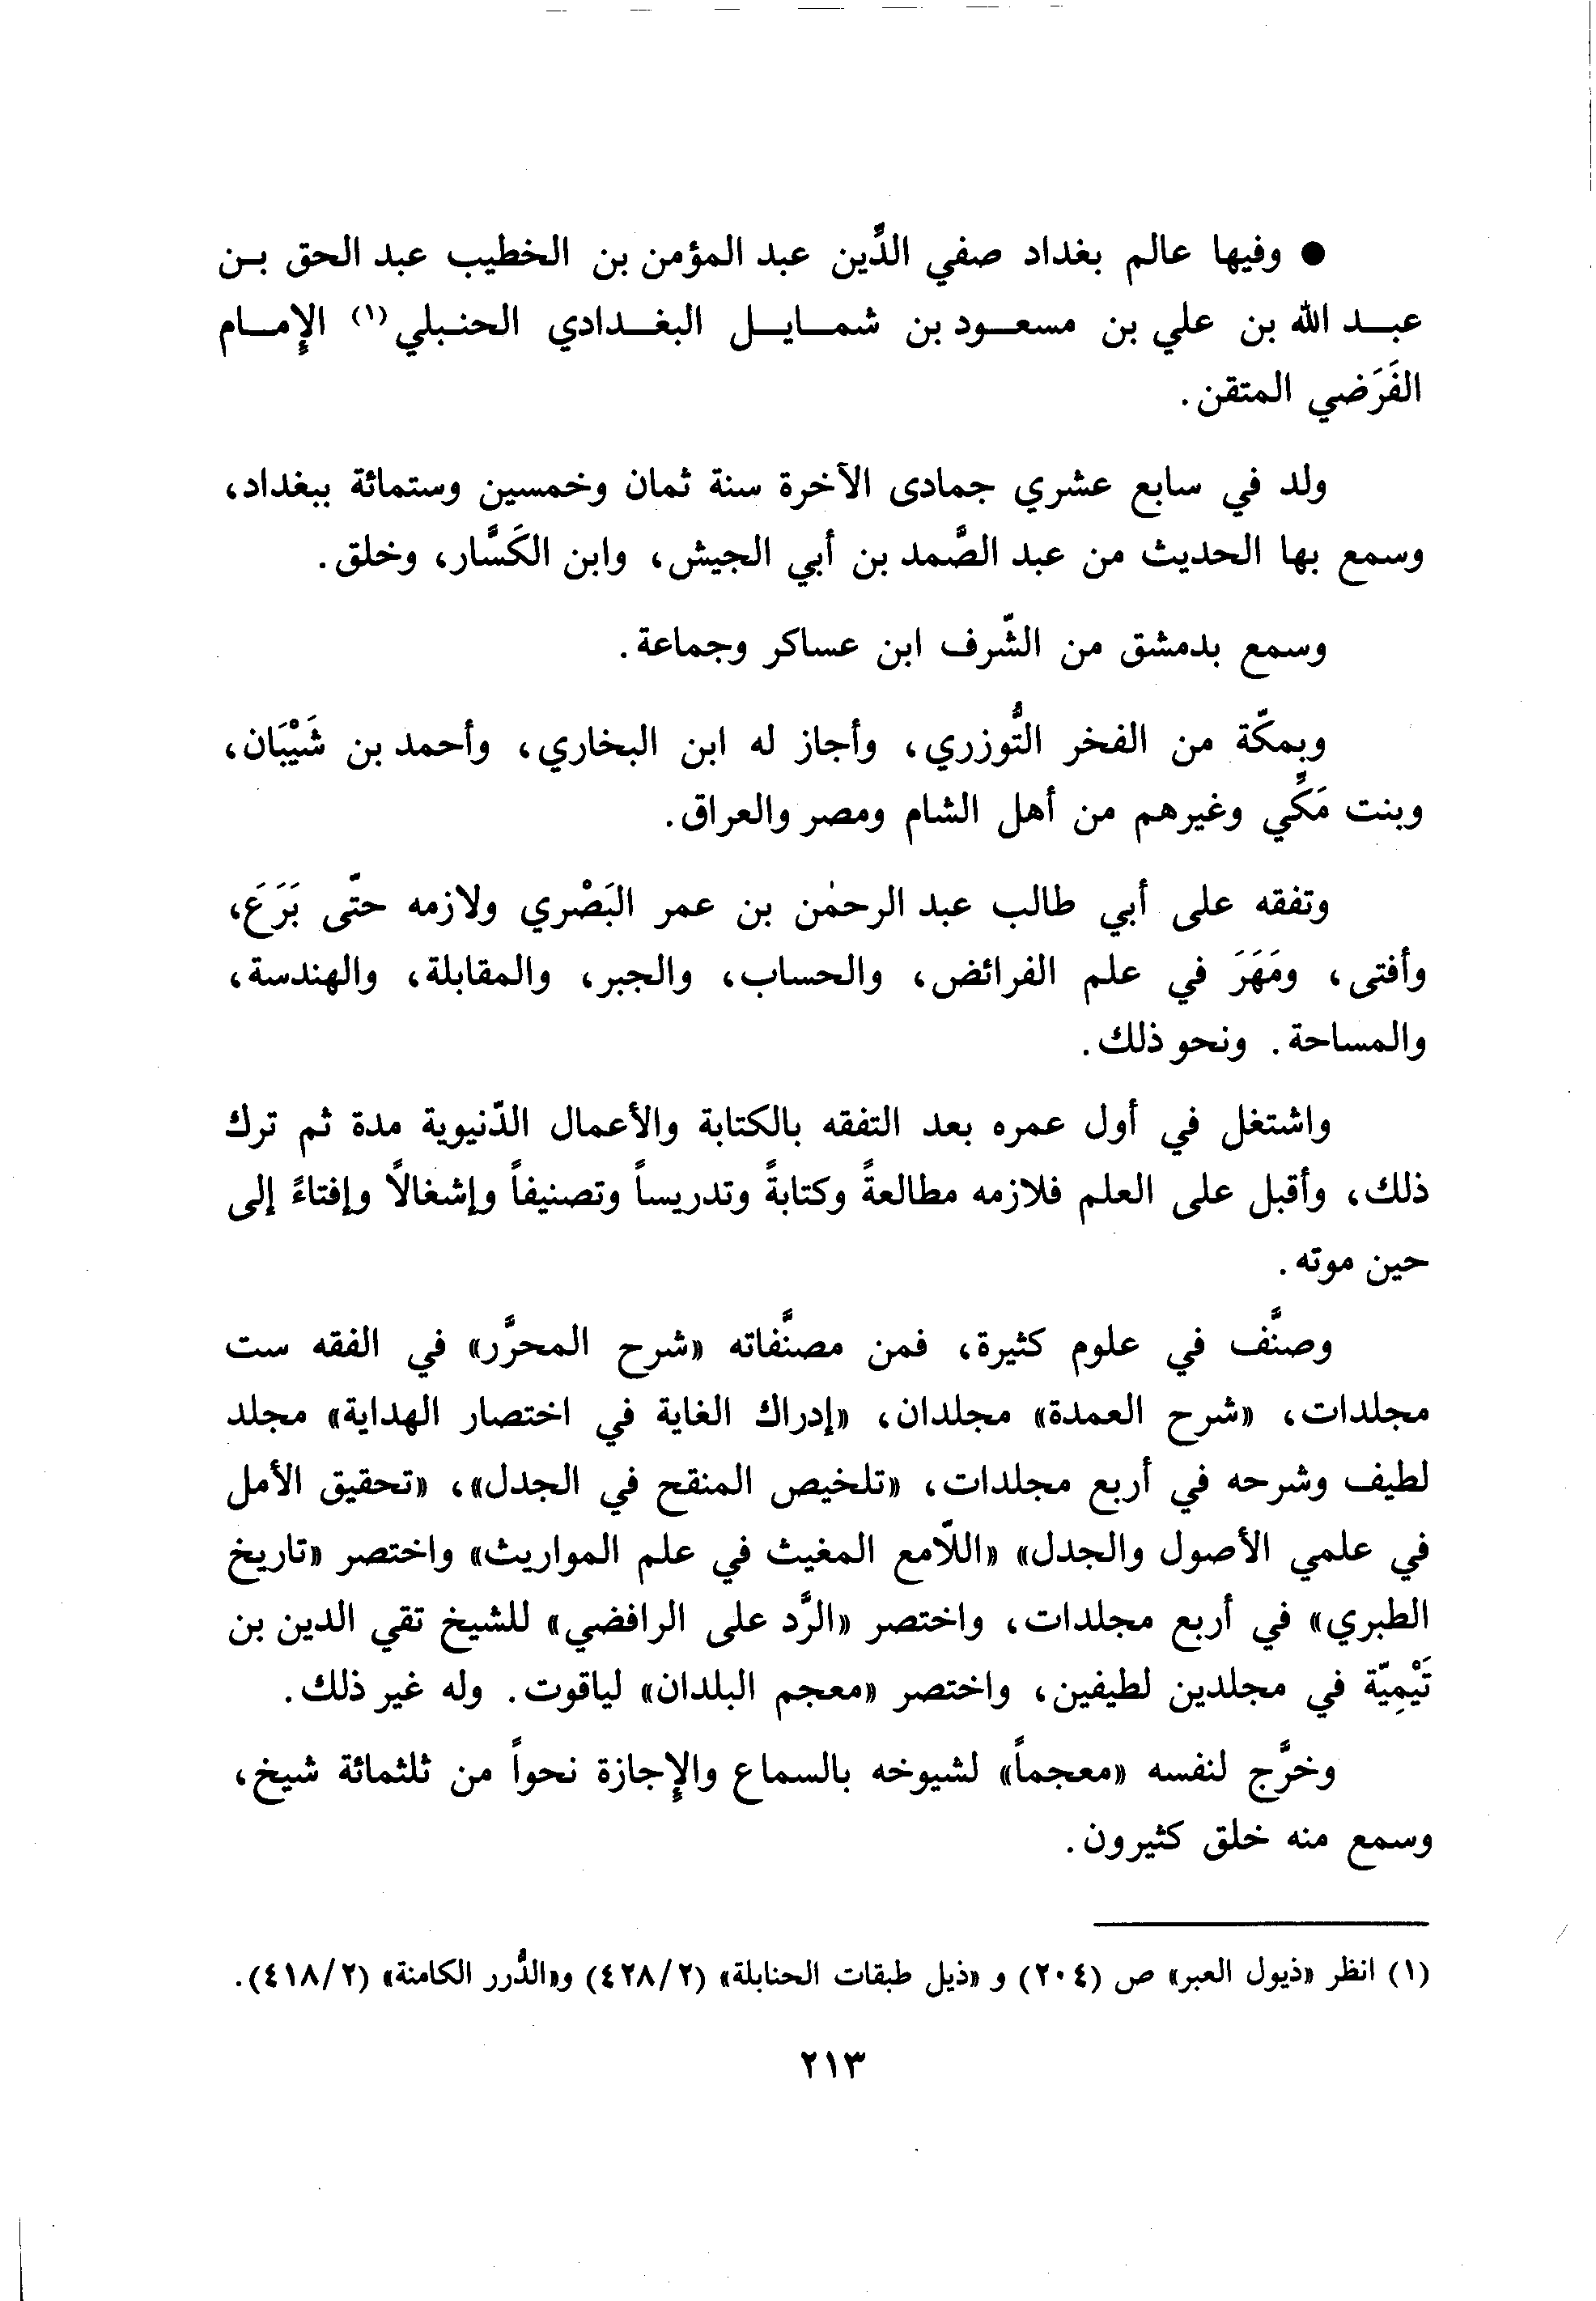 ● وفيها عالم بغداد صفي الدِّين عبد المؤمن بن الخطيب عبد الحق بـن
عبـــد الله بن علي بن مسعـــود بن شمـــايـــل البغـــدادي الحنـبلي (١) الإمـــام
الفَرَضي المتقن.
ولد في سابع عشري جمادى الآخرة سنة ثمان وخمسين وستمائة ببغداد،
وسمع بها الحديث من عبد الصَّمد بن أبي الجيش، وابن الكَسَّار، وخلق.
وسمع بدمشق من الشّرف ابن عساكر وجماعة.
وبمكّة من الفخر التُّوزري، وأجاز له ابن البخاري، وأحمد بن شَيْبَان،
وبنت مَكِّي وغيرهم من أهل الشام ومصر والعراق.
وتفقه على أبي طالب عبد الرحمٰن بن عمر البَصْري ولازمه حتّى بَرَعَ،
وأفتى، ومَهَرَ في علم الفرائض، والحساب، والجبر، والمقابلة، والهندسة،
والمساحة. ونحو ذلك.
واشتغل في أول عمره بعد التفقه بالكتابة والأعمال الدّنيوية مدة ثم ترك
ذلك، وأقبل على العلم فلازمه مطالعةً وكتابةً وتدريساً وتصنيفاً وإشغالاً وإفتاءً إلى
حين موته.
وصنَّف في علوم كثيرة، فمن مصنَّفاته «شرح المحرَّر» في الفقه ست
مجلدات، «شرح العمدة» مجلدان، «إدراك الغاية في اختصار الهداية» مجلد
لطيف وشرحه في أربع مجلدات، «تلخيص المنقح في الجدل»، «تحقيق الأمل
في علمي الأصول والجدل» «اللّامع المغيث في علم المواريث» واختصر «تاريخ
الطبري» في أربع مجلدات، واختصر «الرَّد على الرافضي» للشيخ تقي الدين بن
تَيْمِيّة في مجلدين لطيفين، واختصر «معجم البلدان» لياقوت. وله غير ذلك.
وخرَّج لنفسه «معجماً» لشيوخه بالسماع والإجازة نحواً من ثلثمائة شيخ،
وسمع منه خلق كثيرون.
(١) انظر «ذيول العبر» ص (٢٠٤) و «ذيل طبقات الحنابلة» (٤٢٨/٢) و«الدُّرر الكامنة» (٤١٨/٢).
٢١٣